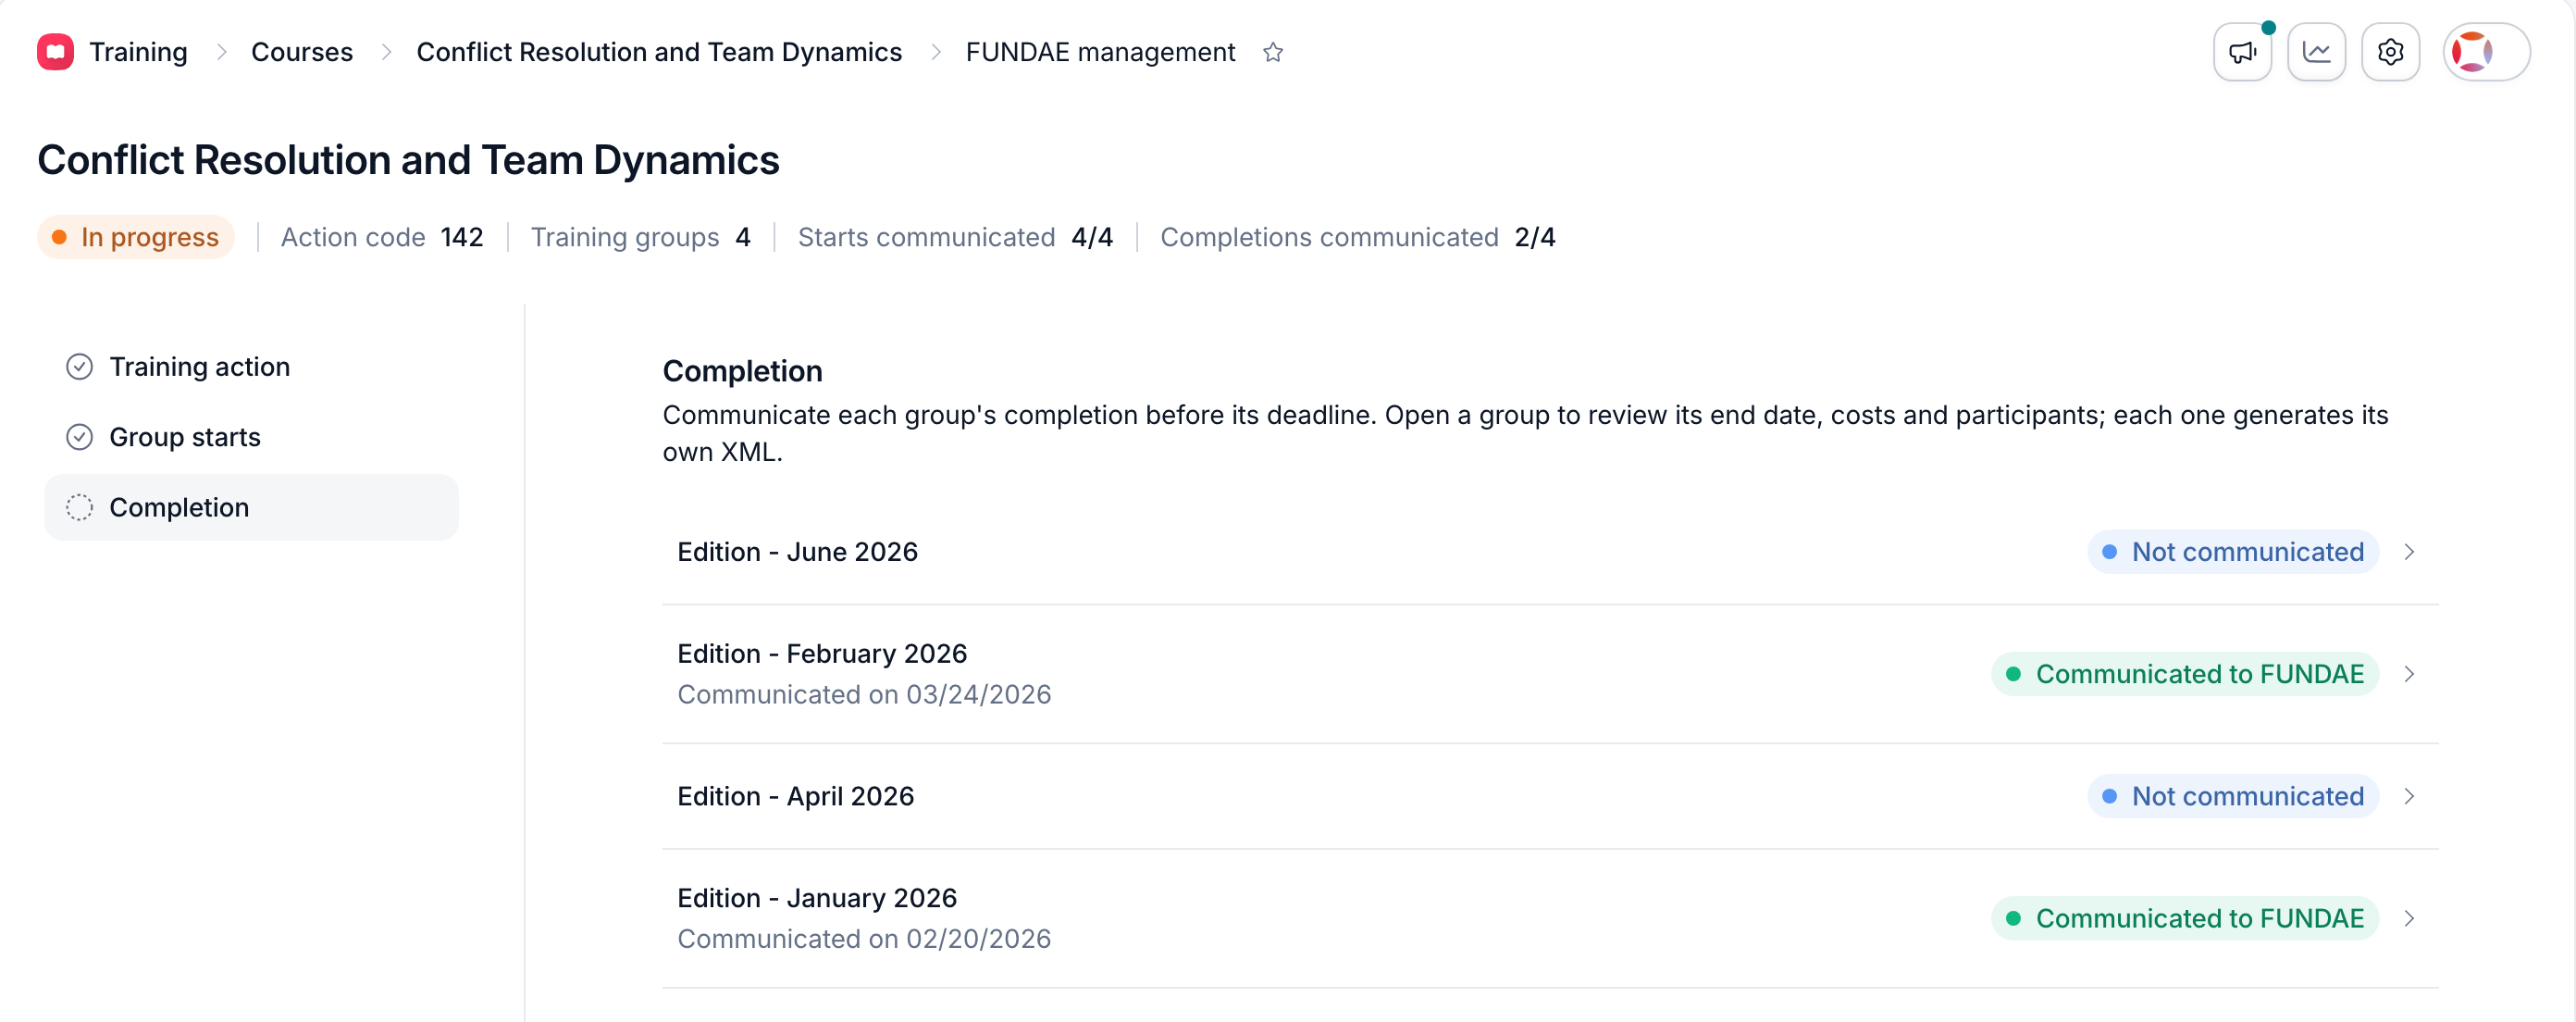 Training > Courses > Conflict Resolution and Team Dynamics > FUNDAE management
Conflict Resolution and Team Dynamics
In progress | Action code 142 | Training groups 4 | Starts communicated 4/4 | Completions communicated 2/4
Training action
Group starts
Completion
Completion
Communicate each group's completion before its deadline. Open a group to review its end date, costs and participants; each one generates its
own XML.
Edition - June 2026 Not communicated
Edition - February 2026
Communicated on 03/24/2026
Communicated to FUNDAE
Edition - April 2026 Not communicated
Edition - January 2026
Communicated on 02/20/2026
Communicated to FUNDAE